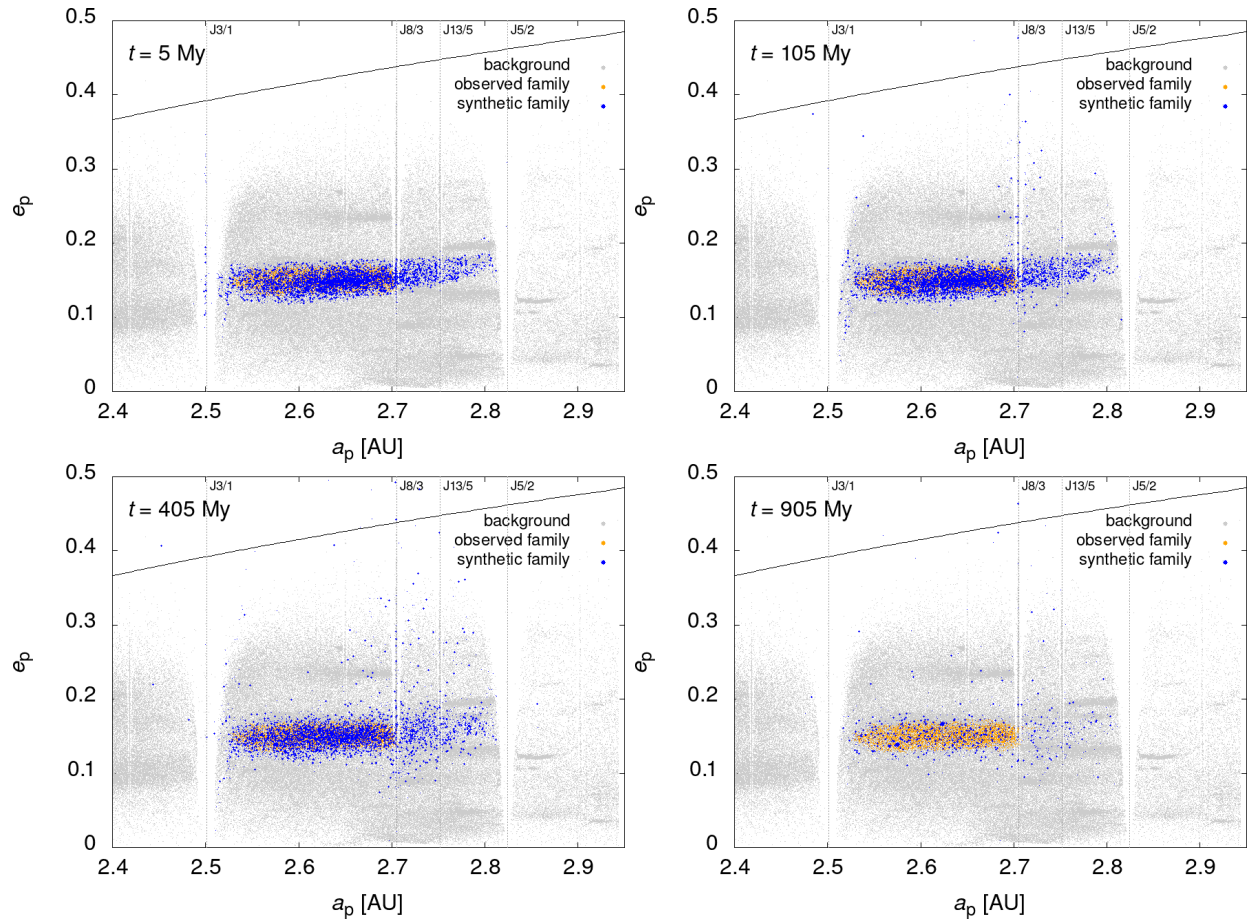 0.5
0.4
0.3
0.2
0.1
0
e_p
J3/1
J8/3
J13/5
J5/2
t = 5 My
background
observed family
synthetic family
2.4 2.5 2.6 2.7 2.8 2.9
a_p [AU]
0.5
0.4
0.3
0.2
0.1
0
e_p
J3/1
J8/3
J13/5
J5/2
t = 105 My
background
observed family
synthetic family
2.4 2.5 2.6 2.7 2.8 2.9
a_p [AU]
0.5
0.4
0.3
0.2
0.1
0
e_p
J3/1
J8/3
J13/5
J5/2
t = 405 My
background
observed family
synthetic family
2.4 2.5 2.6 2.7 2.8 2.9
a_p [AU]
0.5
0.4
0.3
0.2
0.1
0
e_p
J3/1
J8/3
J13/5
J5/2
t = 905 My
background
observed family
synthetic family
2.4 2.5 2.6 2.7 2.8 2.9
a_p [AU]